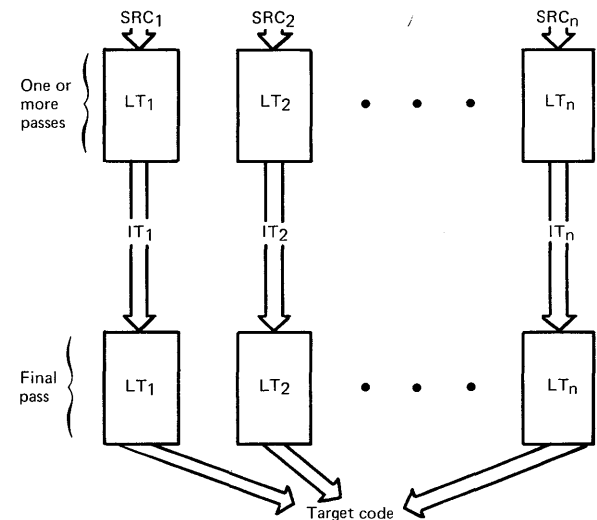 SRC₁ SRC₂ SRCₙ
One or
more
passes
LT₁ LT₂ • • • LTₙ
IT₁ IT₂ ITₙ
Final
pass
LT₁ LT₂ • • • LTₙ
Target code